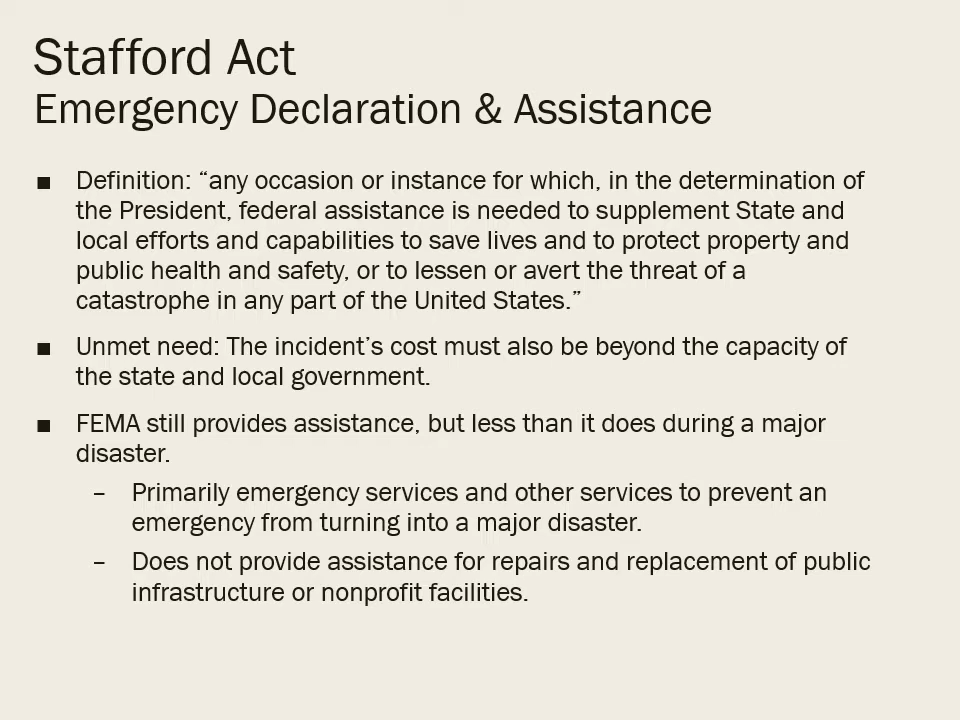 Stafford Act
Emergency Declaration & Assistance
■ Definition: “any occasion or instance for which, in the determination of
the President, federal assistance is needed to supplement State and
local efforts and capabilities to save lives and to protect property and
public health and safety, or to lessen or avert the threat of a
catastrophe in any part of the United States.”
■ Unmet need: The incident’s cost must also be beyond the capacity of
the state and local government.
■ FEMA still provides assistance, but less than it does during a major
disaster.
– Primarily emergency services and other services to prevent an
emergency from turning into a major disaster.
– Does not provide assistance for repairs and replacement of public
infrastructure or nonprofit facilities.